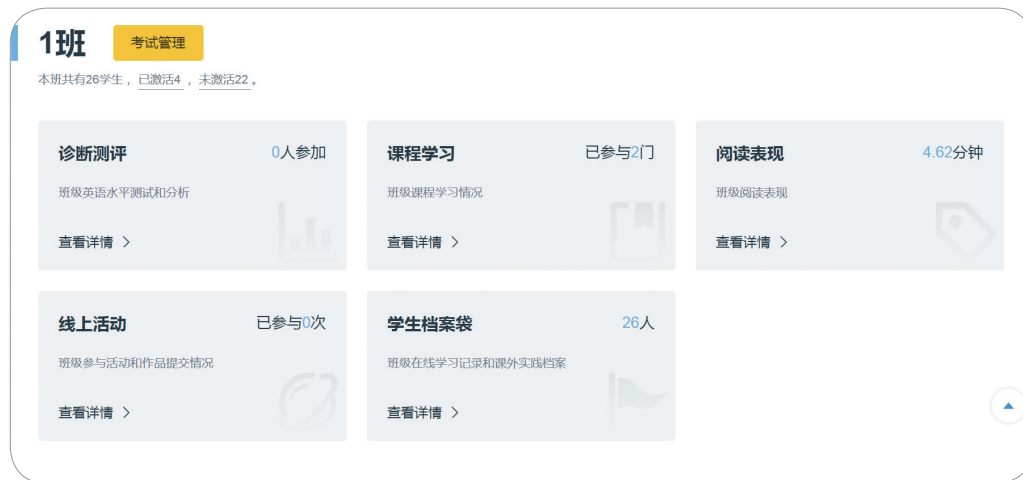 1班 考试管理
本班共有26学生，已激活4，未激活22。
诊断测评 0人参加
班级英语水平测试和分析
查看详情
课程学习 已参与2门
班级课程学习情况
查看详情
阅读表现 4.62分钟
班级阅读表现
查看详情
线上活动 已参与0次
班级参与活动和作品提交情况
查看详情
学生档案袋 26人
班级在线学习记录和课外实践档案
查看详情